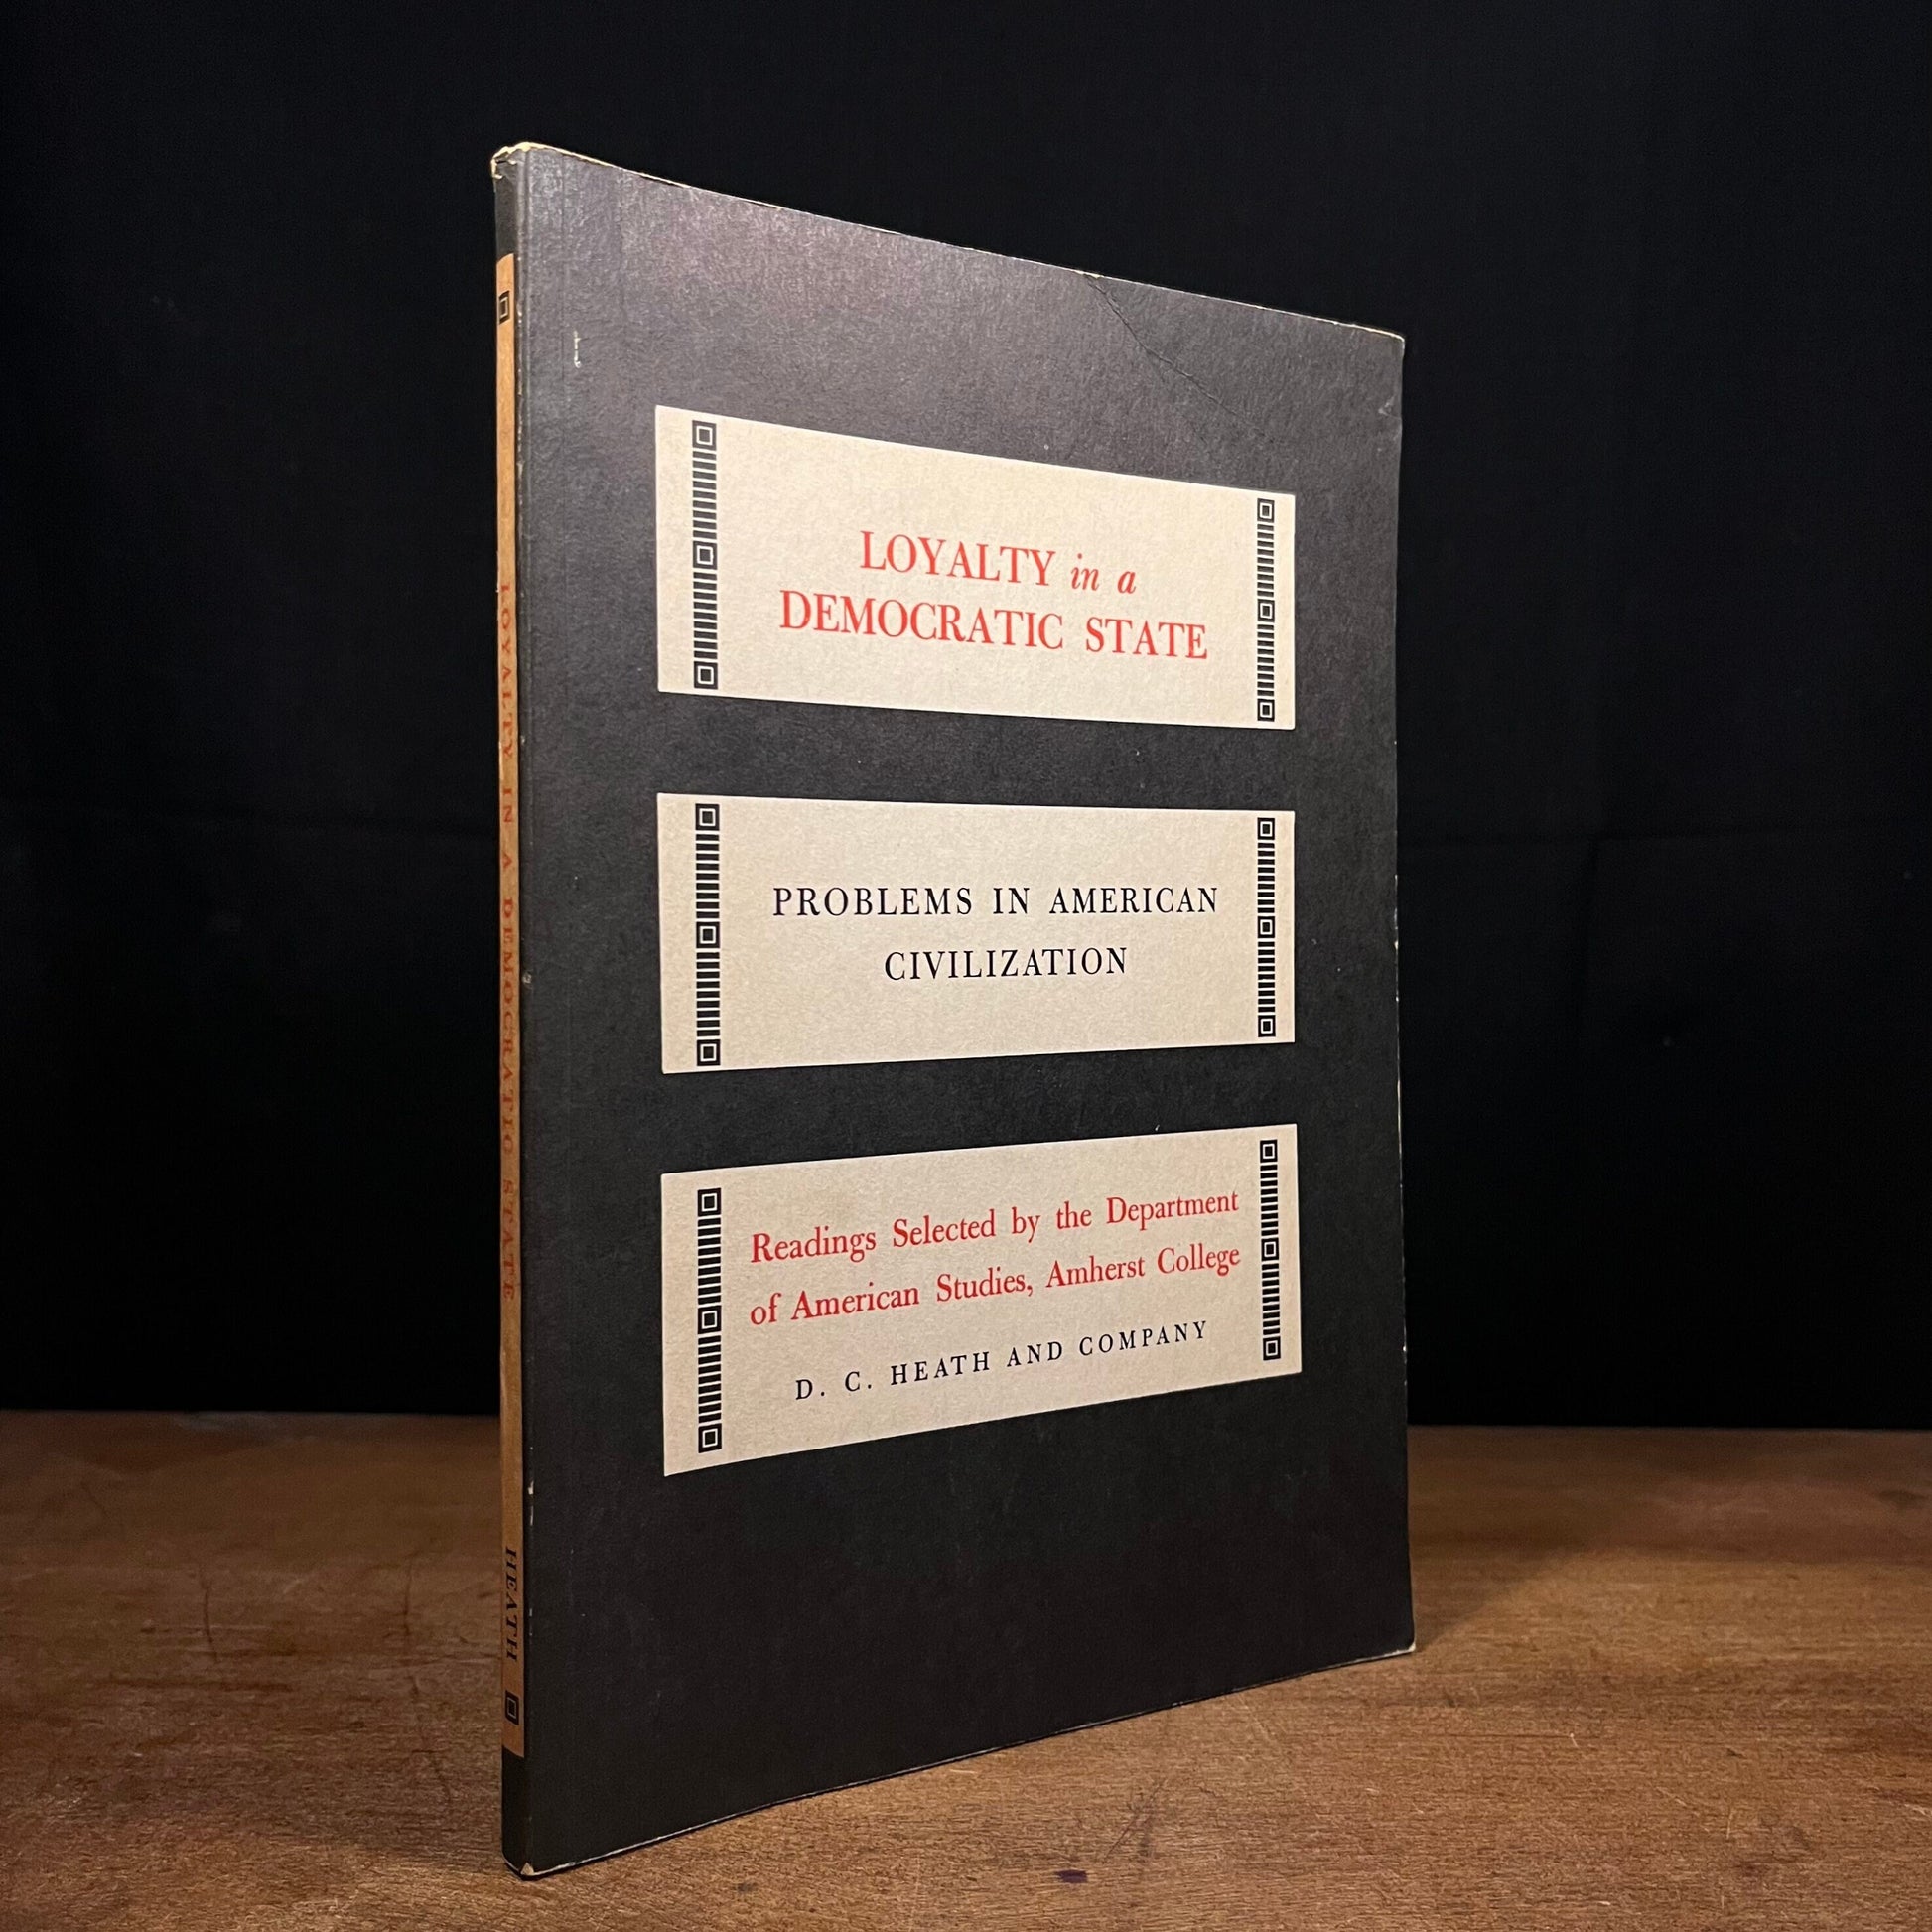 LOYALTY in a
DEMOCRATIC STATE
PROBLEMS IN AMERICAN
CIVILIZATION
Readings Selected by the Department
of American Studies, Amherst College
D. C. HEATH AND COMPANY
LOYALTY IN A DEMOCRATIC STATE
HEATH